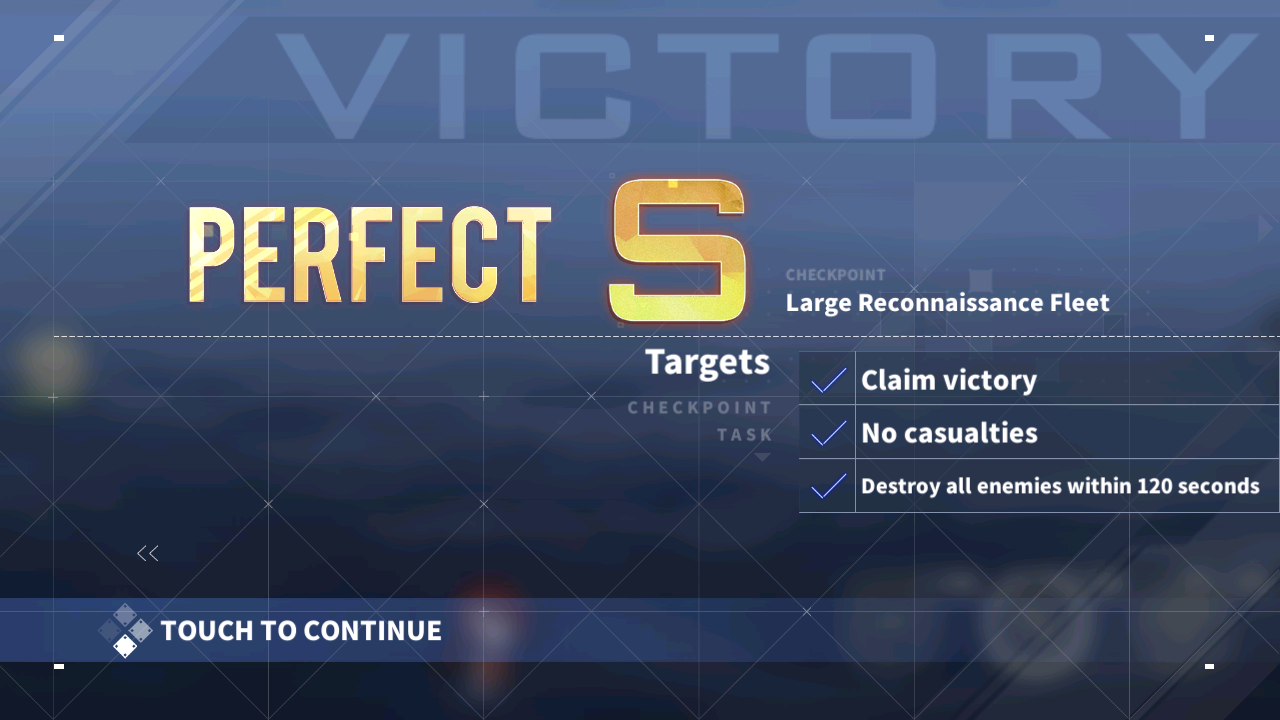 VICTORY
PERFECT S
CHECKPOINT
Large Reconnaissance Fleet
Targets
CHECKPOINT
TASK
Claim victory
No casualties
Destroy all enemies within 120 seconds
TOUCH TO CONTINUE